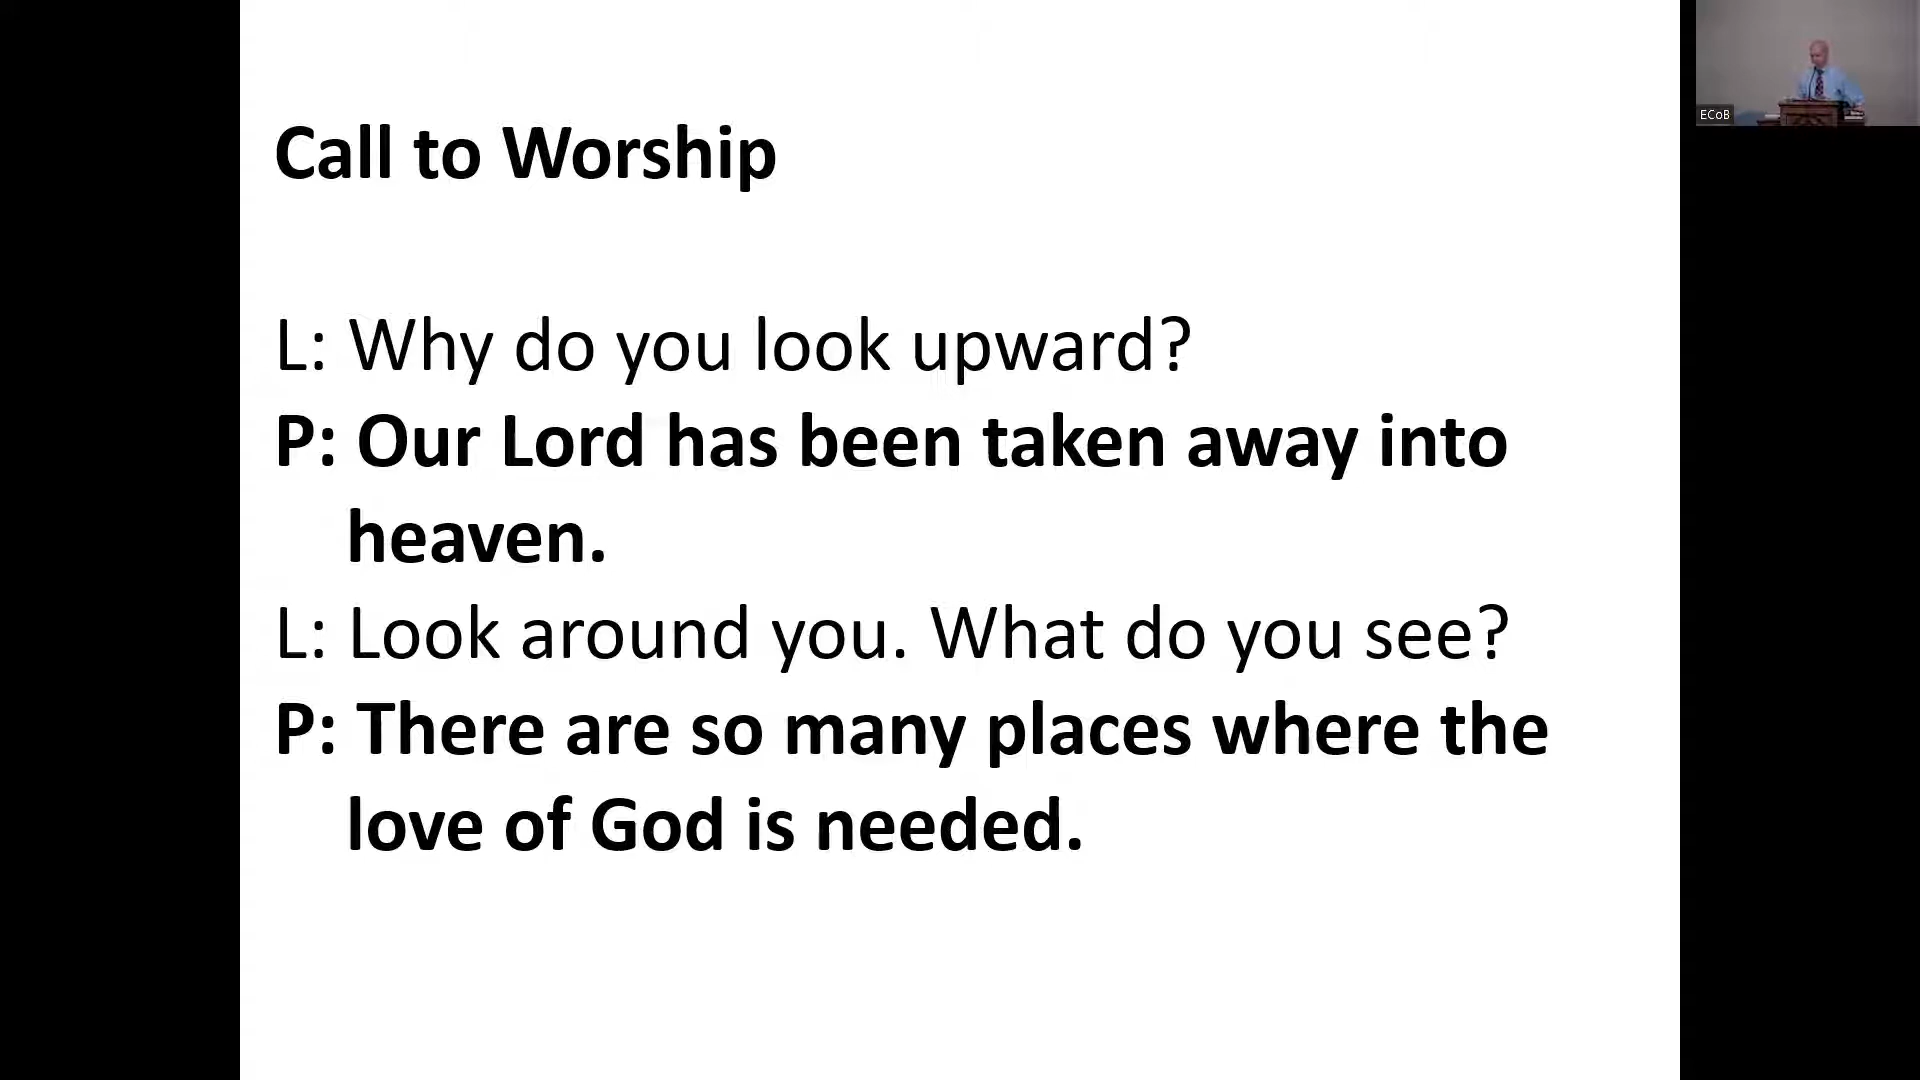 Call to Worship
L: Why do you look upward?
P: Our Lord has been taken away into
heaven.
L: Look around you. What do you see?
P: There are so many places where the
love of God is needed.
ECoB